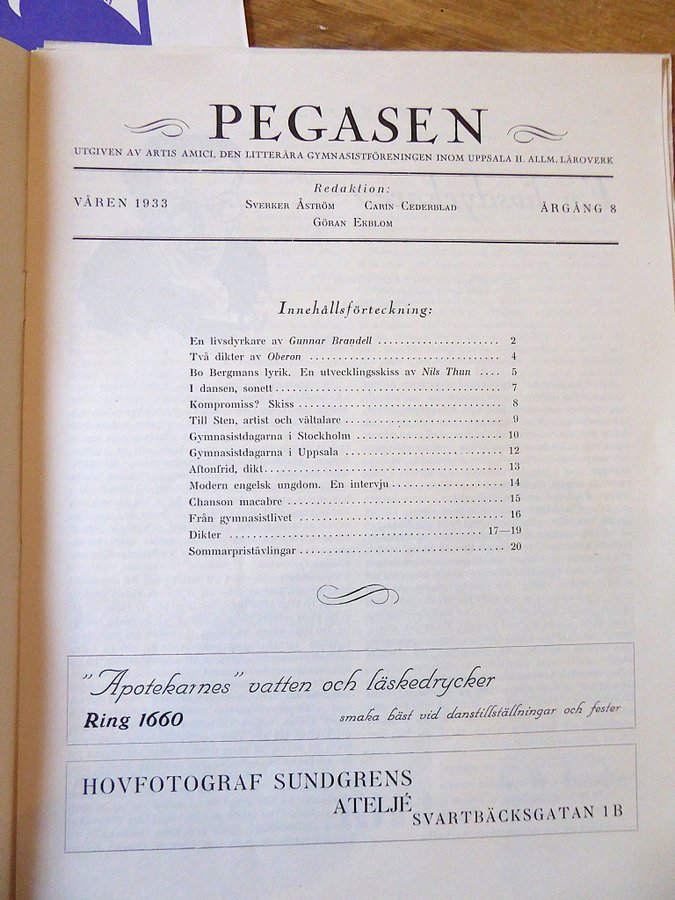 PEGASEN
UTGIVEN AV ARTIS AMICI, DEN LITTERÄRA GYMNASISTFÖRENINGEN INOM UPPSALA H. ALLM. LÄROVERK
Redaktion:
VÅREN 1933 SVERKER ÅSTRÖM CARIN CEDERBLAD ÅRGÅNG 8
GÖRAN EKBLOM
Innehållsförteckning:
En livsdyrkare av Gunnar Brandell ...................... 2
Två dikter av Oberon .................................. 4
Bo Bergmans lyrik. En utvecklingsskiss av Nils Thun .... 5
I dansen, sonett ........................................ 7
Kompromiss? Skiss .................................... 8
Till Sten, artist och vältalare ............................ 9
Gymnasistdagarna i Stockholm .......................... 10
Gymnasistdagarna i Uppsala ............................ 12
Aftonfrid, dikt .......................................... 13
Modern engelsk ungdom. En intervju .................... 14
Chanson macabre ...................................... 15
Från gymnasistlivet .................................... 16
Dikter ............................................ 17—19
Sommarpristävlingar .................................... 20
"Apotekarnes" vatten och läskedrycker
Ring 1660 smaka bäst vid danstillställningar och fester
HOVFOTOGRAF SUNDGRENS
ATELJÉ
SVARTBÄCKSGATAN 1 B